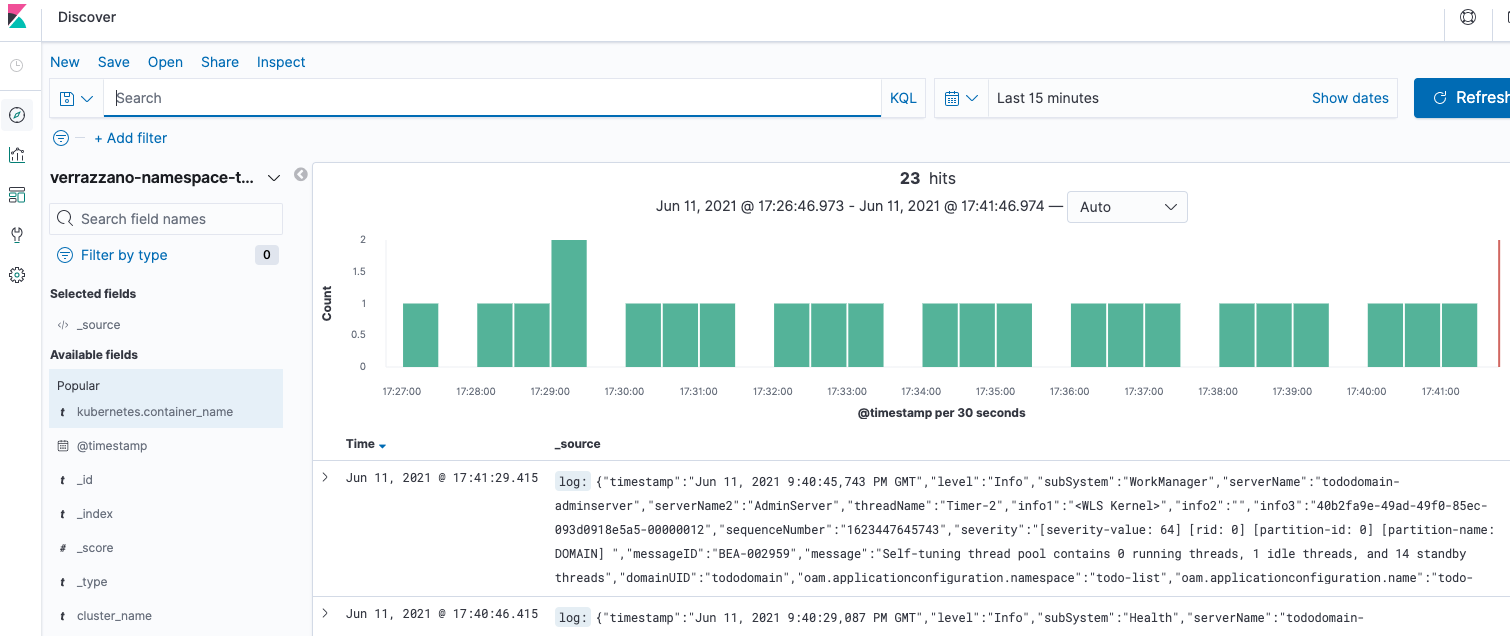 Discover
New Save Open Share Inspect
Search KQL Last 15 minutes Show dates Refresh
+ Add filter
verrazzano-namespace-t...
Search field names
Filter by type 0
Selected fields
_source
Available fields
Popular
t kubernetes.container_name
@timestamp
t _id
t _index
# _score
t _type
t cluster_name
23 hits
Jun 11, 2021 @ 17:26:46.973 - Jun 11, 2021 @ 17:41:46.974 — Auto
Count
2
1.5
1
0.5
0
17:27:00 17:28:00 17:29:00 17:30:00 17:31:00 17:32:00 17:33:00 17:34:00 17:35:00 17:36:00 17:37:00 17:38:00 17:39:00 17:40:00 17:41:00
@timestamp per 30 seconds
Time _source
Jun 11, 2021 @ 17:41:29.415 log: {"timestamp":"Jun 11, 2021 9:40:45,743 PM GMT","level":"Info","subSystem":"WorkManager","serverName":"tododomain-
adminserver","serverName2":"AdminServer","threadName":"Timer-2","info1":"<WLS Kernel>","info2":"","info3":"40b2fa9e-49ad-49f0-85ec-
093d0918e5a5-00000012","sequenceNumber":"1623447645743","severity":"[severity-value: 64] [rid: 0] [partition-id: 0] [partition-name:
DOMAIN] ","messageID":"BEA-002959","message":"Self-tuning thread pool contains 0 running threads, 1 idle threads, and 14 standby
threads","domainUID":"tododomain","oam.applicationconfiguration.namespace":"todo-list","oam.applicationconfiguration.name":"todo-
Jun 11, 2021 @ 17:40:46.415 log: {"timestamp":"Jun 11, 2021 9:40:29,087 PM GMT","level":"Info","subSystem":"Health","serverName":"tododomain-